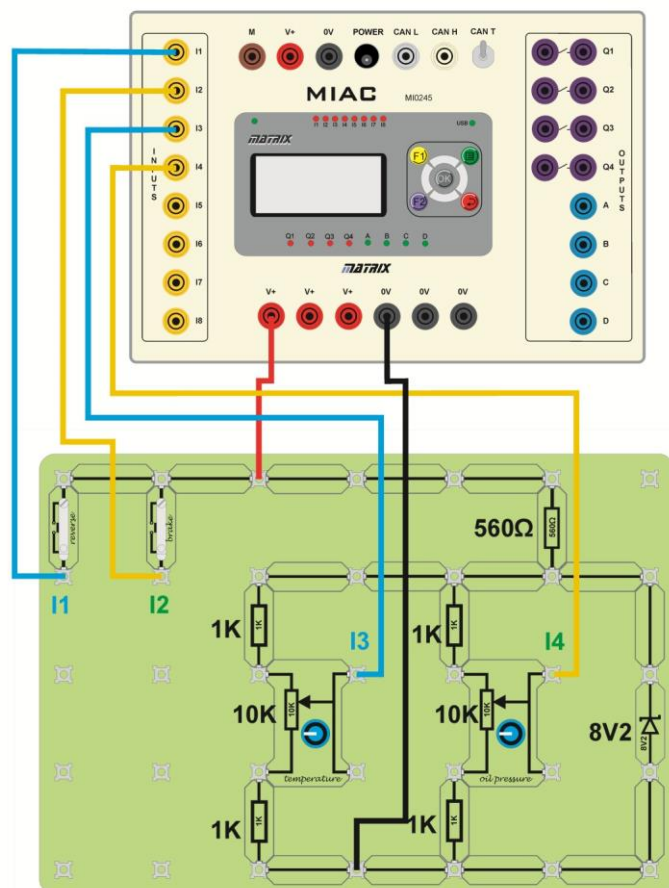 M V+ 0V POWER CAN L CAN H CAN T
MIAC MI0245
INPUTS
I1
I2
I3
I4
I5
I6
I7
I8
MATRIX
I1 I2 I3 I4 I5 I6 I7 I8
USB
F1
OK
F2
Q1 Q2 Q3 Q4 A B C D
MATRIX
V+ V+ V+ 0V 0V 0V
Q1
Q2
Q3
Q4
OUTPUTS
A
B
C
D
reverse
brake
560Ω
560Ω
I1
I2
1K
1K
I3
1K
1K
I4
10K
10K
10K
10K
8V2
8V2
temperature
oil pressure
1K
1K
1K
1K